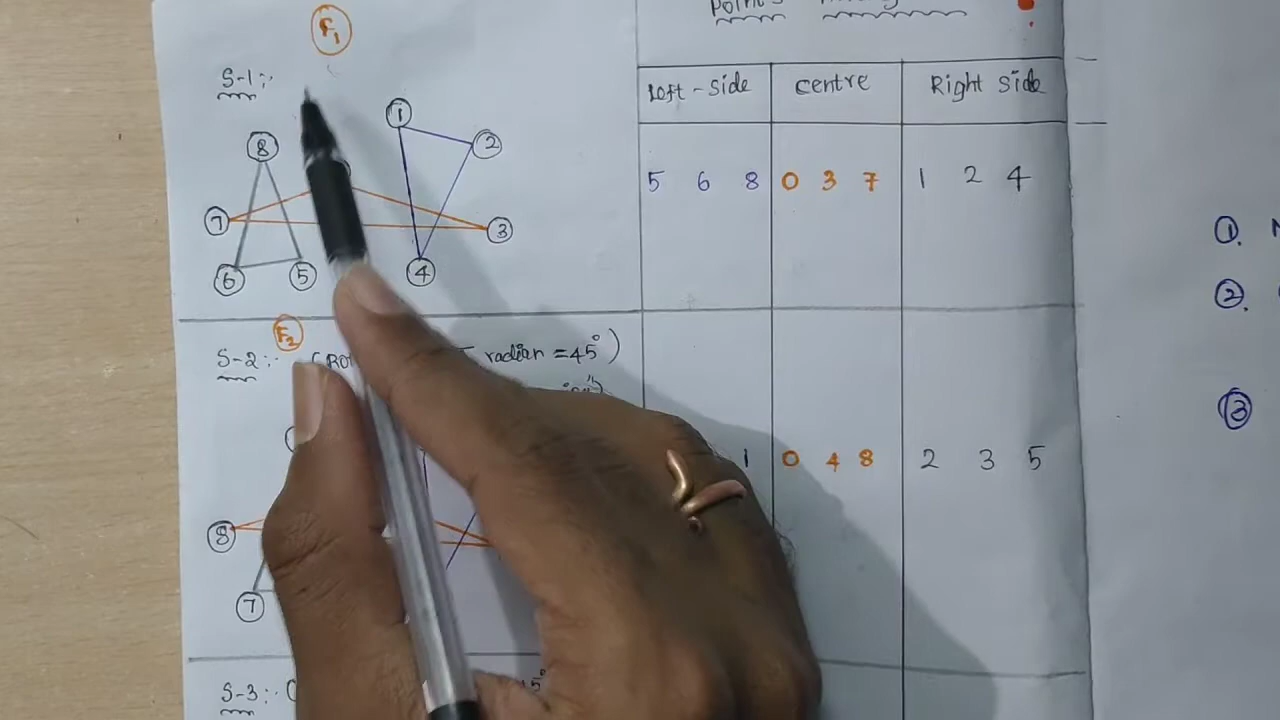 F1
S-1:-
1
8
2
7
3
6
5
4
F2
S-2:- radian = 45°)
8
7
S-3:
Left-side Centre Right Side
5 6 8 0 3 7 1 2 4
1 0 4 8 2 3 5
①.
②.
③